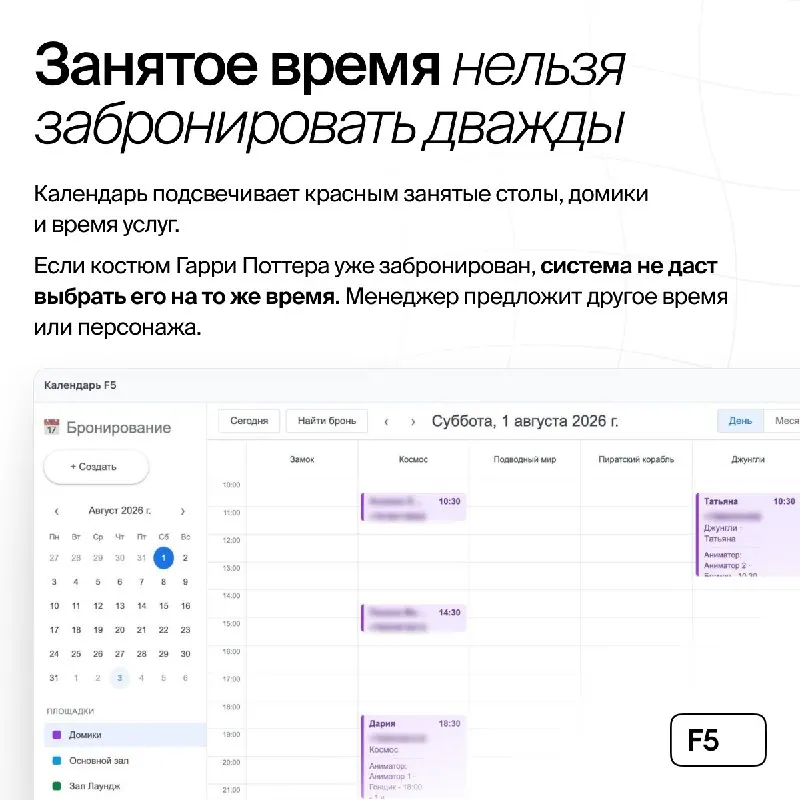 Занятое время нельзя
забронировать дважды
Календарь подсвечивает красным занятые столы, домики
и время услуг.
Если костюм Гарри Поттера уже забронирован, система не даст
выбрать его на то же время. Менеджер предложит другое время
или персонажа.
Календарь F5
17 Бронирование
+ Создать
‹ Август 2026 г. ›
Пн Вт Ср Чт Пт Сб Вс
27 28 29 30 31 1 2
3 4 5 6 7 8 9
10 11 12 13 14 15 16
17 18 19 20 21 22 23
24 25 26 27 28 29 30
31 1 2 3 4 5 6
ПЛОЩАДКИ
Домики
Основной зал
Зал Лаундж
Сегодня Найти бронь ‹ › Суббота, 1 августа 2026 г. День Меся
Замок Космос Подводный мир Пиратский корабль Джунгли
10:00
11:00
12:00
13:00
14:00
15:00
16:00
17:00
18:00
19:00
20:00
21:00
10:30
14:30
Дария 18:30
Космос
Аниматор:
Аниматор 1 -
Гонщик - 18:00
- 1 ч
Татьяна 10:30
Джунгли
Татьяна
Аниматор:
Аниматор 2 -
10:30
F5